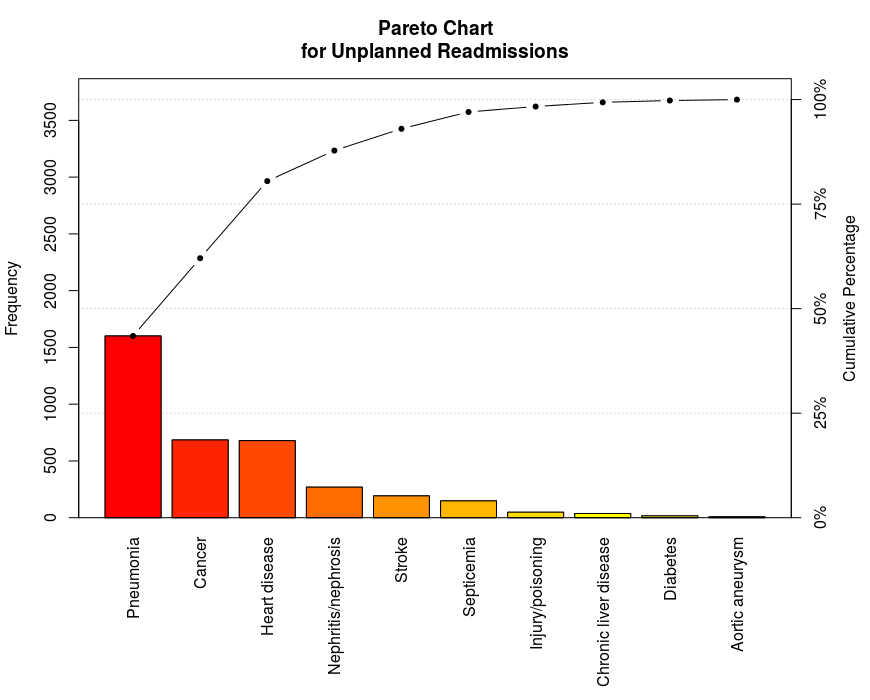 Pareto Chart
for Unplanned Readmissions
Frequency
3500
3000
2500
2000
1500
1000
500
0
100%
75%
50%
25%
0%
Cumulative Percentage
Pneumonia
Cancer
Heart disease
Nephritis/nephrosis
Stroke
Septicemia
Injury/poisoning
Chronic liver disease
Diabetes
Aortic aneurysm